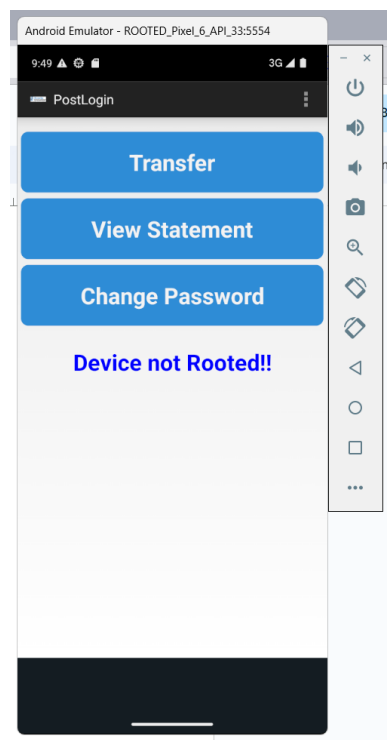 Android Emulator - ROOTED_Pixel_6_API_33:5554
9:49
3G
PostLogin
Transfer
View Statement
Change Password
Device not Rooted!!